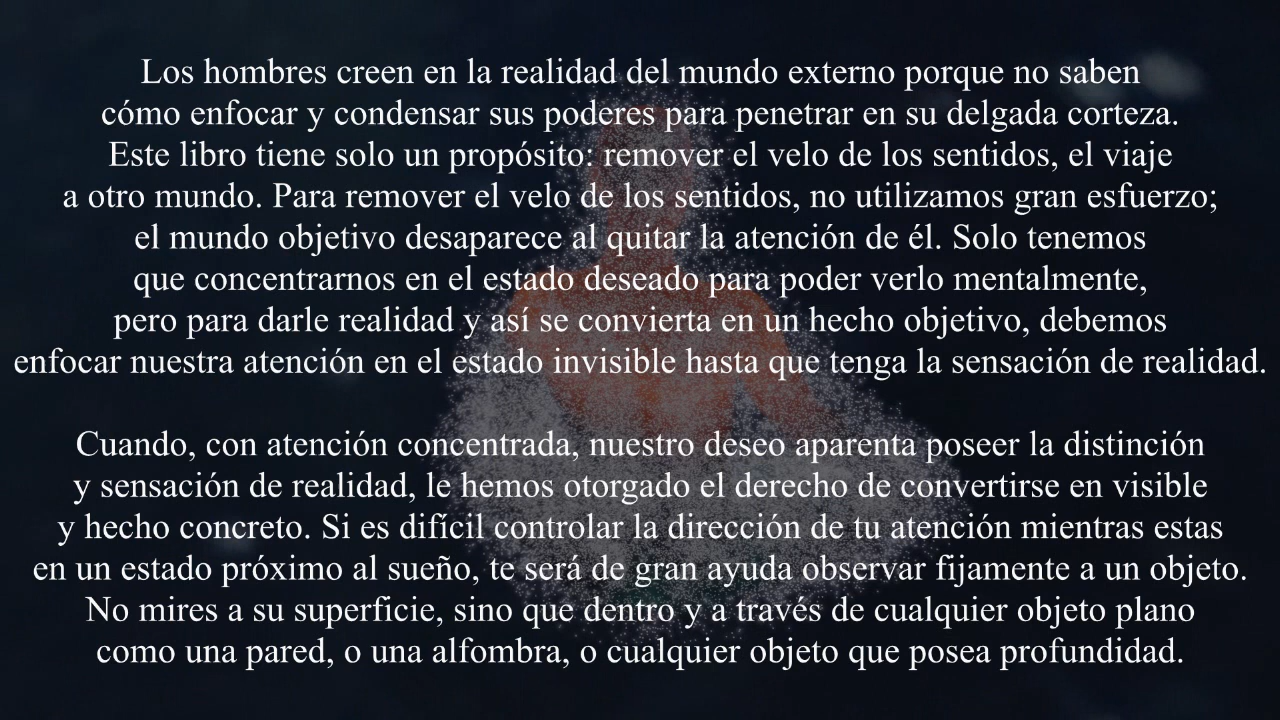 Los hombres creen en la realidad del mundo externo porque no saben
cómo enfocar y condensar sus poderes para penetrar en su delgada corteza.
Este libro tiene solo un propósito: remover el velo de los sentidos, el viaje
a otro mundo. Para remover el velo de los sentidos, no utilizamos gran esfuerzo;
el mundo objetivo desaparece al quitar la atención de él. Solo tenemos
que concentrarnos en el estado deseado para poder verlo mentalmente,
pero para darle realidad y así se convierta en un hecho objetivo, debemos
enfocar nuestra atención en el estado invisible hasta que tenga la sensación de realidad.
Cuando, con atención concentrada, nuestro deseo aparenta poseer la distinción
y sensación de realidad, le hemos otorgado el derecho de convertirse en visible
y hecho concreto. Si es difícil controlar la dirección de tu atención mientras estas
en un estado próximo al sueño, te será de gran ayuda observar fijamente a un objeto.
No mires a su superficie, sino que dentro y a través de cualquier objeto plano
como una pared, o una alfombra, o cualquier objeto que posea profundidad.